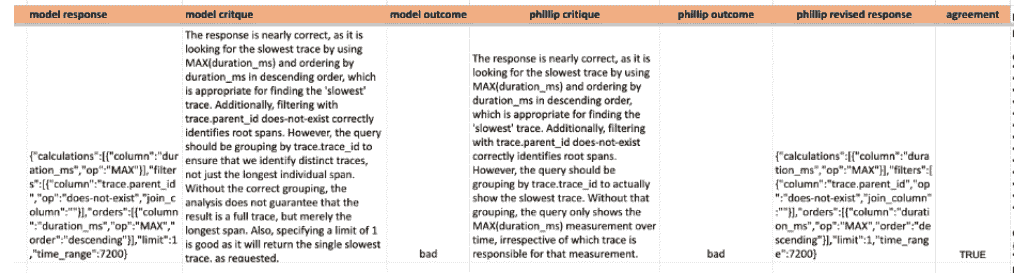 model response model critque model outcome phillip critique phillip outcome phillip revised response agreement
{"calculations":[{"column":"dur
ation_ms","op":"MAX"}],"filter
s":[{"column":"trace.parent_id
","op":"does-not-exist","join_c
olumn":""}],"orders":[{"column
":"duration_ms","op":"MAX","
order":"descending"}],"limit":1
,"time_range":7200}
The response is nearly correct, as it is
looking for the slowest trace by using
MAX(duration_ms) and ordering by
duration_ms in descending order, which
is appropriate for finding the 'slowest'
trace. Additionally, filtering with
trace.parent_id does-not-exist correctly
identifies root spans. However, the query
should be grouping by trace.trace_id to
ensure that we identify distinct traces,
not just the longest individual span.
Without the correct grouping, the
analysis does not guarantee that the
result is a full trace, but merely the
longest span. Also, specifying a limit of 1
is good as it will return the single slowest
trace, as requested.
bad
The response is nearly correct, as it is
looking for the slowest trace by using
MAX(duration_ms) and ordering by
duration_ms in descending order,
which is appropriate for finding the
'slowest' trace. Additionally, filtering
with trace.parent_id does-not-exist
correctly identifies root spans.
However, the query should be
grouping by trace.trace_id to actually
show the slowest trace. Without that
grouping, the query only shows the
MAX(duration_ms) measurement over
time, irrespective of which trace is
responsible for that measurement.
bad
{"calculations":[{"column":"dura
tion_ms","op":"MAX"}],"filters":[
{"column":"trace.parent_id","op
":"does-not-exist","join_column
":""}],"orders":[{"column":"durati
on_ms","op":"MAX","order":"de
scending"}],"limit":1,"time_rang
e":7200}
TRUE